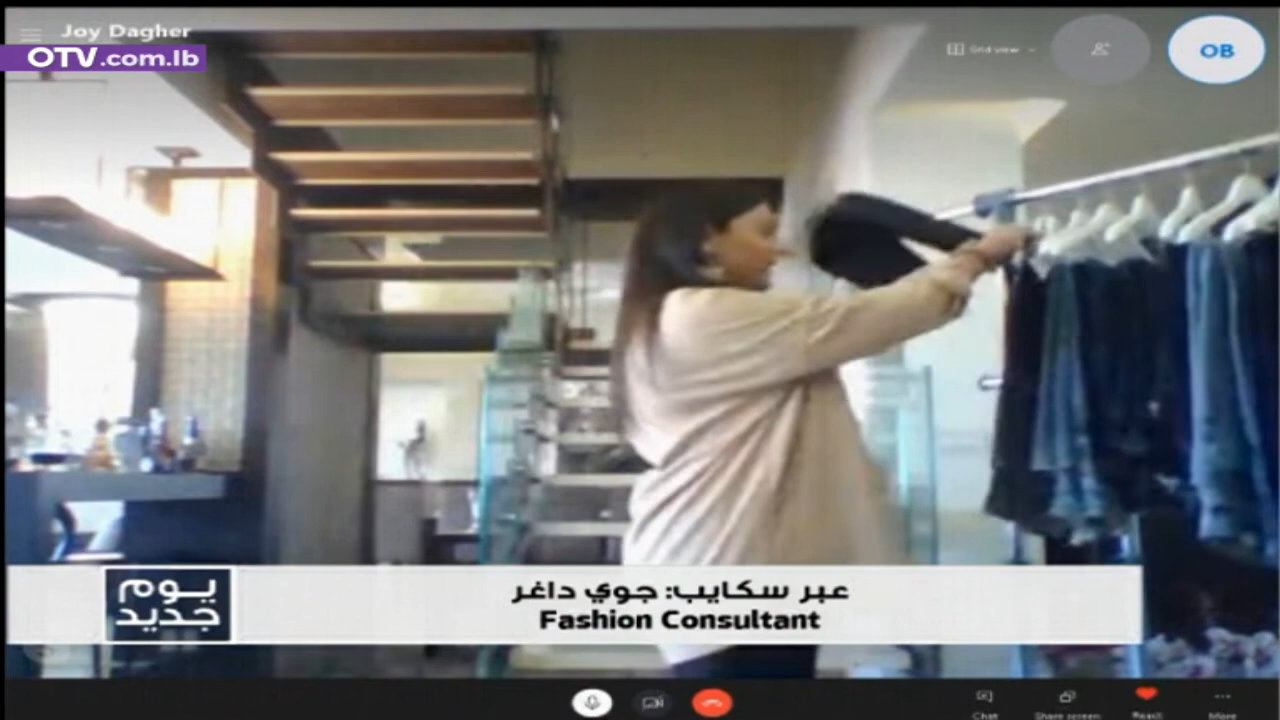 Joy Dagher
OTV.com.lb
Grid view
OB
يوم
جديد
عبر سكايب: جوي داغر
Fashion Consultant
Chat
Share screen
React
More